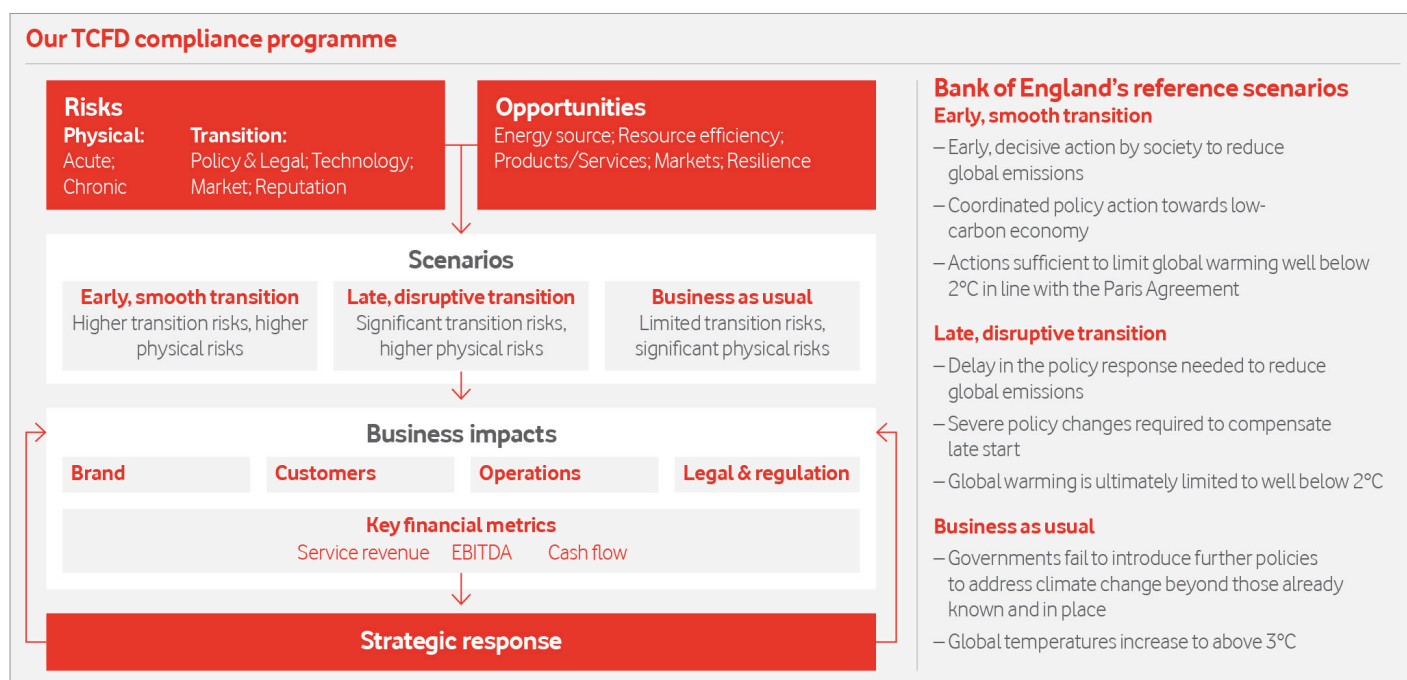 Our TCFD compliance programme
Risks
Physical:
Acute;
Chronic
Transition:
Policy & Legal; Technology;
Market; Reputation
Opportunities
Energy source; Resource efficiency;
Products/Services; Markets; Resilience
Scenarios
Early, smooth transition
Higher transition risks, higher
physical risks
Late, disruptive transition
Significant transition risks,
higher physical risks
Business as usual
Limited transition risks,
significant physical risks
Business impacts
Brand
Customers
Operations
Legal & regulation
Key financial metrics
Service revenue EBITDA Cash flow
Strategic response
Bank of England's reference scenarios
Early, smooth transition
– Early, decisive action by society to reduce
global emissions
– Coordinated policy action towards low-
carbon economy
– Actions sufficient to limit global warming well below
2°C in line with the Paris Agreement
Late, disruptive transition
– Delay in the policy response needed to reduce
global emissions
– Severe policy changes required to compensate
late start
– Global warming is ultimately limited to well below 2°C
Business as usual
– Governments fail to introduce further policies
to address climate change beyond those already
known and in place
– Global temperatures increase to above 3°C